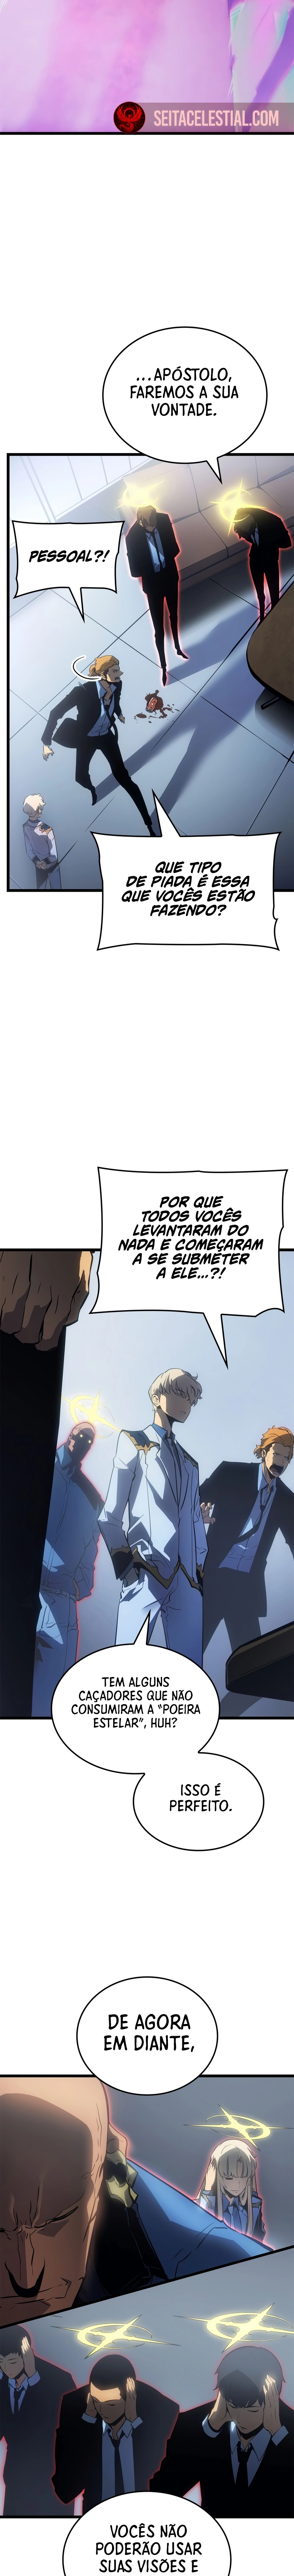 SEITACELESTIAL.COM
...APÓSTOLO,
FAREMOS A SUA
VONTADE.
PESSOAL?!
QUE TIPO
DE PIADA É ESSA
QUE VOCÊS ESTÃO
FAZENDO?
POR QUE
TODOS VOCÊS
LEVANTARAM DO
NADA E COMEÇARAM
A SE SUBMETER
A ELE...?!
TEM ALGUNS
CAÇADORES QUE NÃO
CONSUMIRAM A “POEIRA
ESTELAR”, HUH?
ISSO É
PERFEITO.
DE AGORA
EM DIANTE,
VOCÊS NÃO
PODERÃO USAR
SUAS VISÕES E